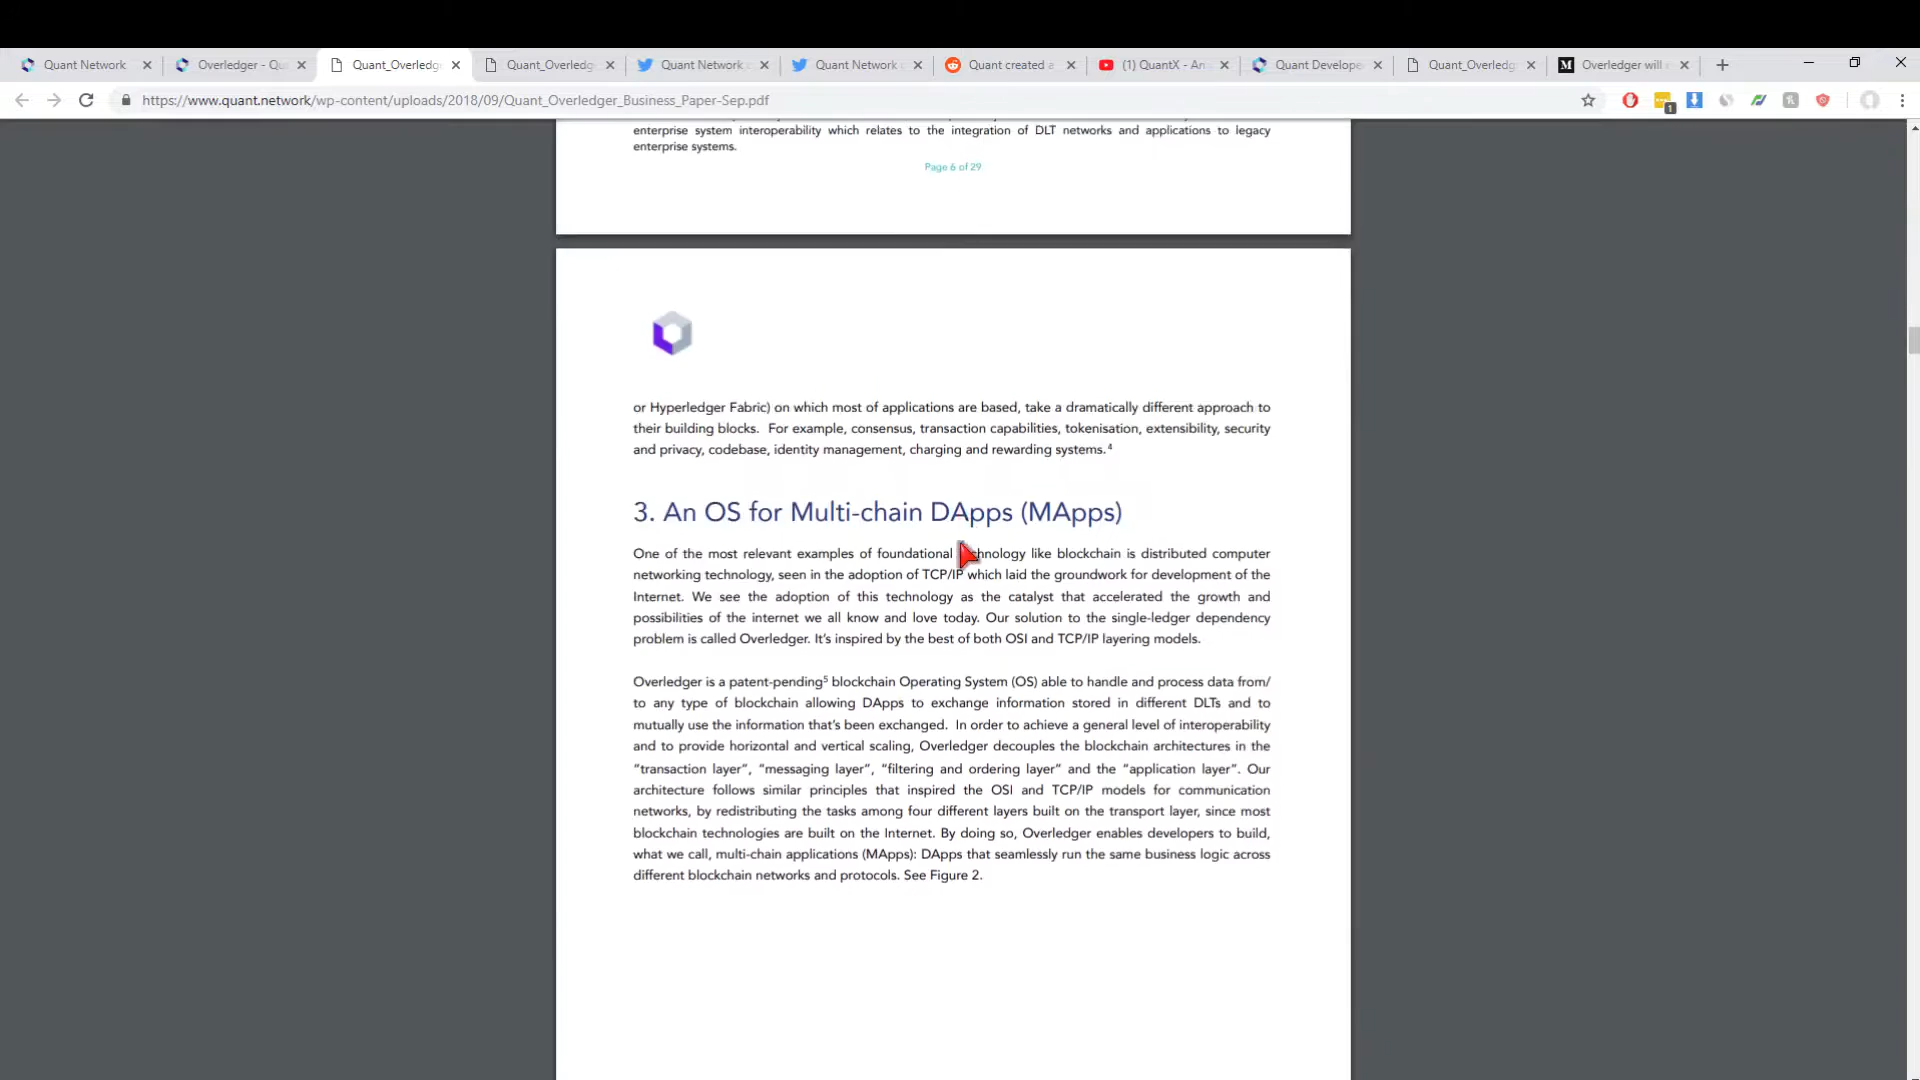 Quant Network
Overledger - Qu
Quant_Overledg
Quant_Overledg
Quant Network
Quant Network
Quant created a
(1) QuantX - An
Quant Develope
Quant_Overledg
Overledger will
https://www.quant.network/wp-content/uploads/2018/09/Quant_Overledger_Business_Paper-Sep.pdf
1
enterprise system interoperability which relates to the integration of DLT networks and applications to legacy
enterprise systems.
Page 6 of 29
or Hyperledger Fabric) on which most of applications are based, take a dramatically different approach to
their building blocks. For example, consensus, transaction capabilities, tokenisation, extensibility, security
and privacy, codebase, identity management, charging and rewarding systems.⁴
3. An OS for Multi-chain DApps (MApps)
One of the most relevant examples of foundational technology like blockchain is distributed computer
networking technology, seen in the adoption of TCP/IP which laid the groundwork for development of the
Internet. We see the adoption of this technology as the catalyst that accelerated the growth and
possibilities of the internet we all know and love today. Our solution to the single-ledger dependency
problem is called Overledger. It’s inspired by the best of both OSI and TCP/IP layering models.
Overledger is a patent-pending⁵ blockchain Operating System (OS) able to handle and process data from/
to any type of blockchain allowing DApps to exchange information stored in different DLTs and to
mutually use the information that’s been exchanged. In order to achieve a general level of interoperability
and to provide horizontal and vertical scaling, Overledger decouples the blockchain architectures in the
“transaction layer”, “messaging layer”, “filtering and ordering layer” and the “application layer”. Our
architecture follows similar principles that inspired the OSI and TCP/IP models for communication
networks, by redistributing the tasks among four different layers built on the transport layer, since most
blockchain technologies are built on the Internet. By doing so, Overledger enables developers to build,
what we call, multi-chain applications (MApps): DApps that seamlessly run the same business logic across
different blockchain networks and protocols. See Figure 2.